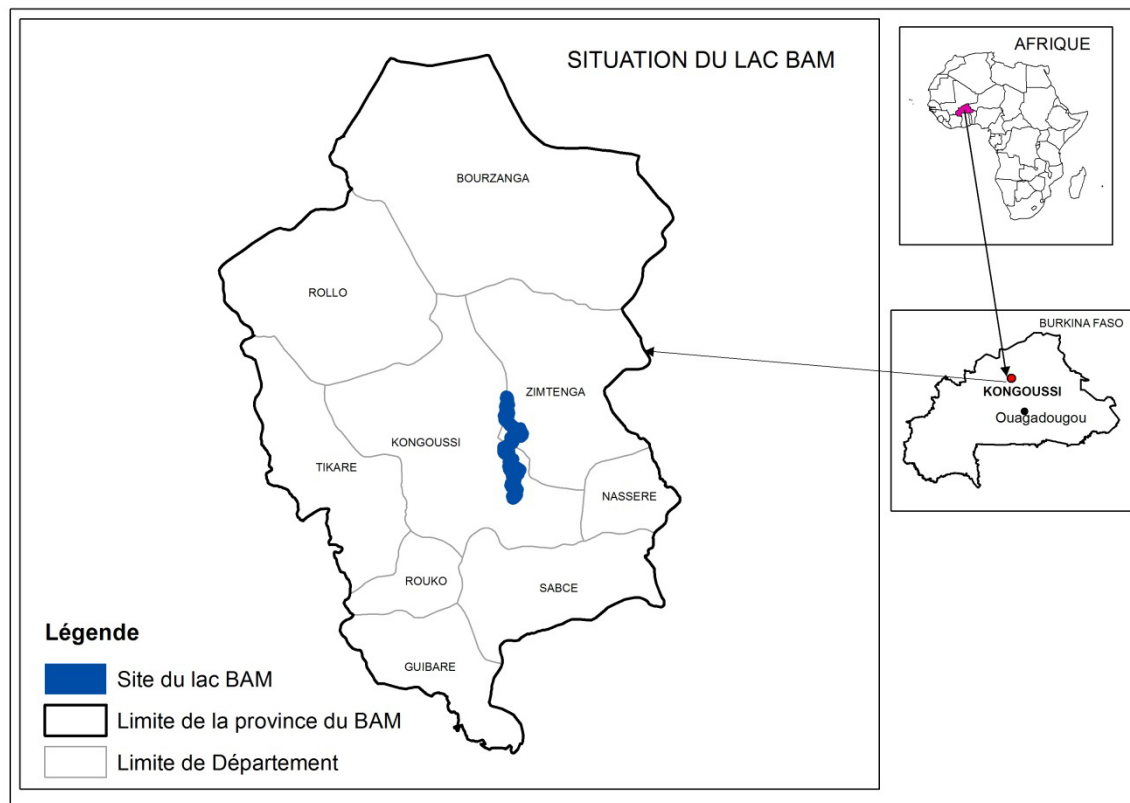 SITUATION DU LAC BAM
BOURZANGA
ROLLO
ZIMTENGA
KONGOUSSI
TIKARE
NASSERE
ROUKO
SABCE
GUIBARE
Légende
Site du lac BAM
Limite de la province du BAM
Limite de Département
AFRIQUE
BURKINA FASO
KONGOUSSI
Ouagadougou